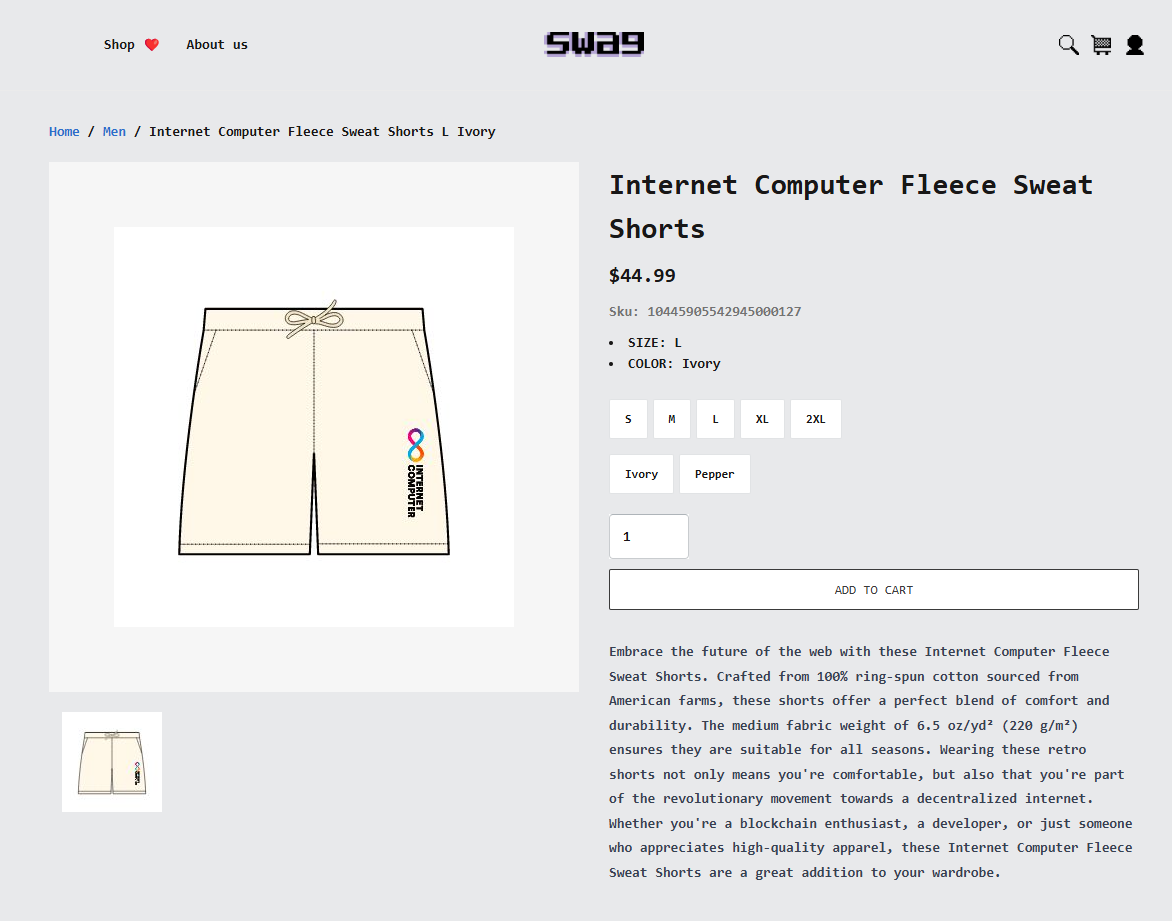 Shop ❤️ About us
swag
Home / Men / Internet Computer Fleece Sweat Shorts L Ivory
Internet Computer Fleece Sweat
Shorts
$44.99
Sku: 10445905542945000127
• SIZE: L
• COLOR: Ivory
S M L XL 2XL
Ivory Pepper
1
ADD TO CART
INTERNET
COMPUTER
Embrace the future of the web with these Internet Computer Fleece
Sweat Shorts. Crafted from 100% ring-spun cotton sourced from
American farms, these shorts offer a perfect blend of comfort and
durability. The medium fabric weight of 6.5 oz/yd² (220 g/m²)
ensures they are suitable for all seasons. Wearing these retro
shorts not only means you're comfortable, but also that you're part
of the revolutionary movement towards a decentralized internet.
Whether you're a blockchain enthusiast, a developer, or just someone
who appreciates high-quality apparel, these Internet Computer Fleece
Sweat Shorts are a great addition to your wardrobe.